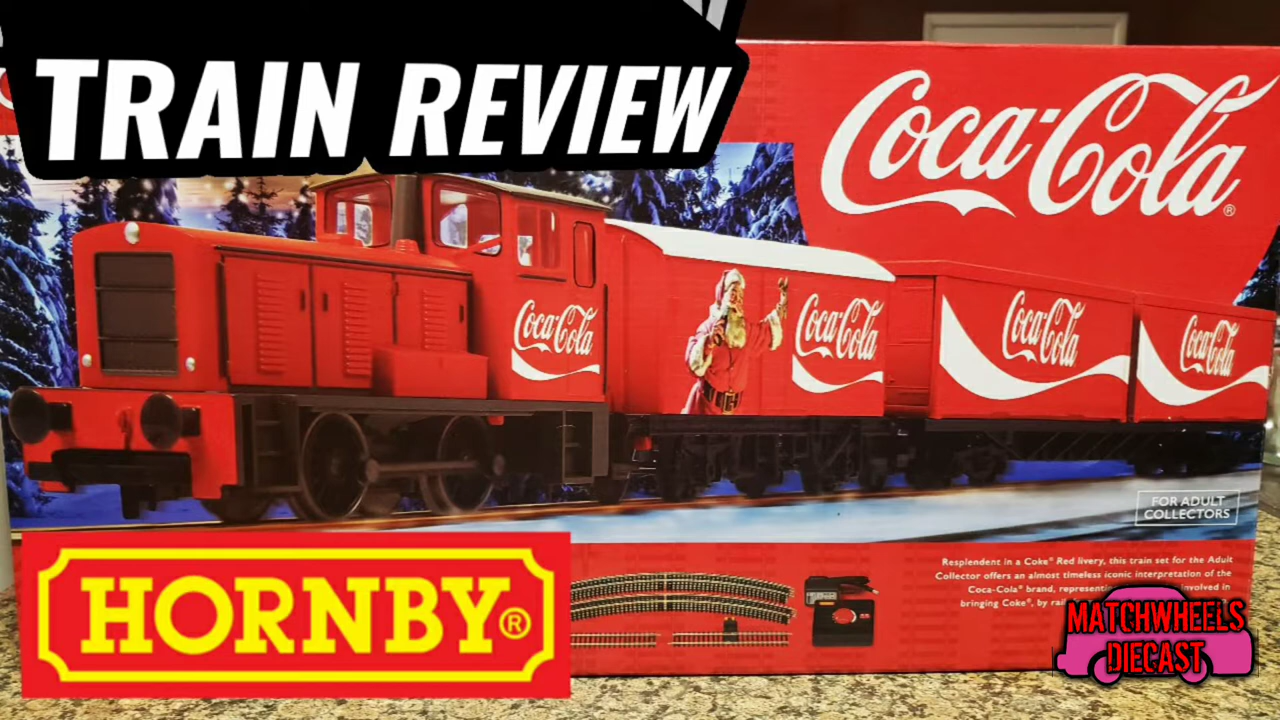 TRAIN REVIEW
Coca-Cola®
Coca-Cola
Coca-Cola
Coca-Cola
Coca-Cola
FOR ADULT
COLLECTORS
Resplendent in a Coke® Red livery, this train set for the Adult
Collector offers an almost timeless iconic interpretation of the
Coca-Cola® brand, involved in
bringing Coke®, by
HORNBY®
MATCHWHEELS
DIECAST